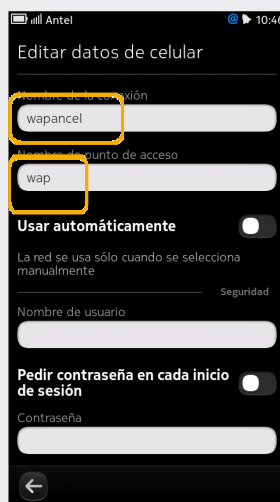 Antel @ 10:46
Editar datos de celular
Nombre de la conexión
wapancel
Nombre de punto de acceso
wap
Usar automáticamente
La red se usa sólo cuando se selecciona
manualmente
Seguridad
Nombre de usuario
Pedir contraseña en cada inicio
de sesión
Contraseña